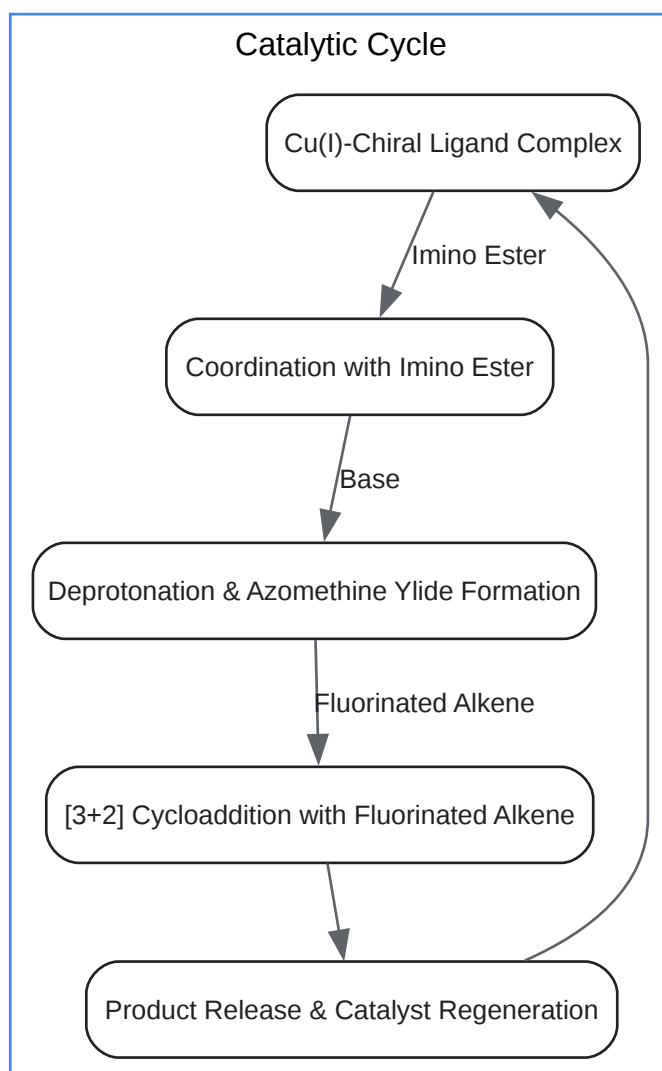 Catalytic Cycle
Cu(I)-Chiral Ligand Complex
Imino Ester
Coordination with Imino Ester
Base
Deprotonation & Azomethine Ylide Formation
Fluorinated Alkene
[3+2] Cycloaddition with Fluorinated Alkene
Product Release & Catalyst Regeneration